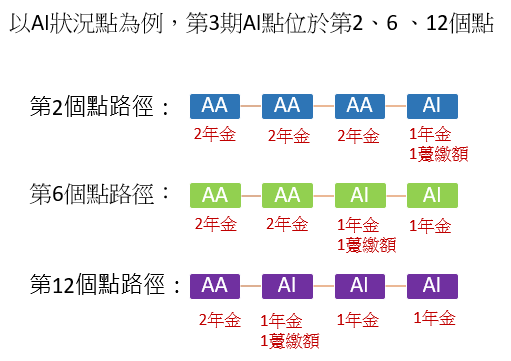 以AI狀況點為例，第3期AI點位於第2、6 、12個點
第2個點路徑：
AA AA AA AI
2年金 2年金 2年金 1年金
1躉繳額
第6個點路徑：
AA AA AI AI
2年金 2年金 1年金 1年金
1躉繳額
第12個點路徑：
AA AI AI AI
2年金 1年金 1年金 1年金
1躉繳額